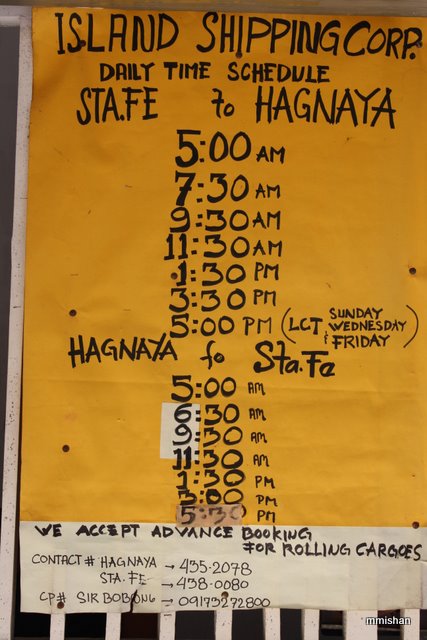 ISLAND SHIPPING CORP.
DAILY TIME SCHEDULE
STA.FE to HAGNAYA
5:00 AM
7:30 AM
9:30 AM
11:30 AM
1:30 PM
3:30 PM
5:00 PM (LCT SUNDAY WEDNESDAY & FRIDAY)
HAGNAYA to Sta.Fe
5:00 AM
6:30 AM
9:30 AM
11:30 AM
1:30 PM
3:00 PM
5:30 PM
WE ACCEPT ADVANCE BOOKING
FOR ROLLING CARGOES
CONTACT # HAGNAYA → 435-2078
STA. FE → 438-0080
CP# SIR BOBONG → 09173272800
mmishan